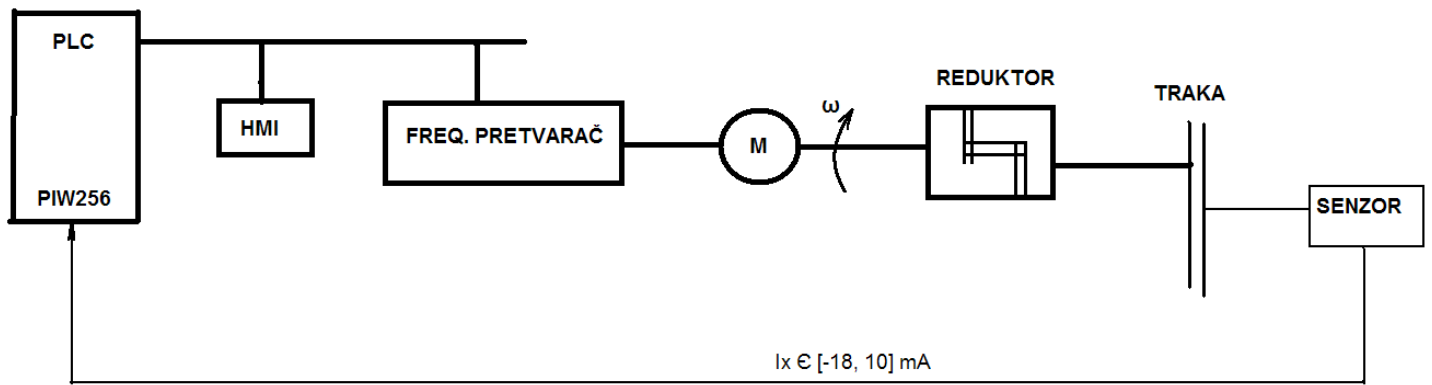 PLC
HMI
FREQ. PRETVARAČ
M
ω
REDUKTOR
TRAKA
PIW256
SENZOR
Ix Є [-18, 10] mA